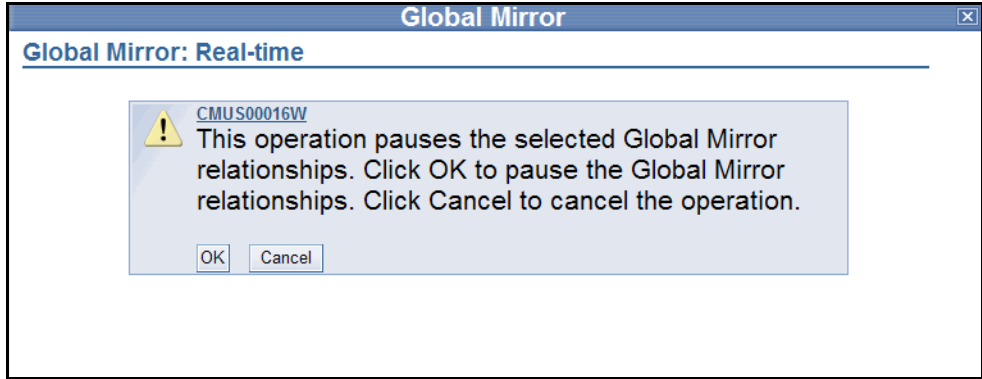 Global Mirror
Global Mirror: Real-time
CMUS00016W
This operation pauses the selected Global Mirror
relationships. Click OK to pause the Global Mirror
relationships. Click Cancel to cancel the operation.
OK Cancel